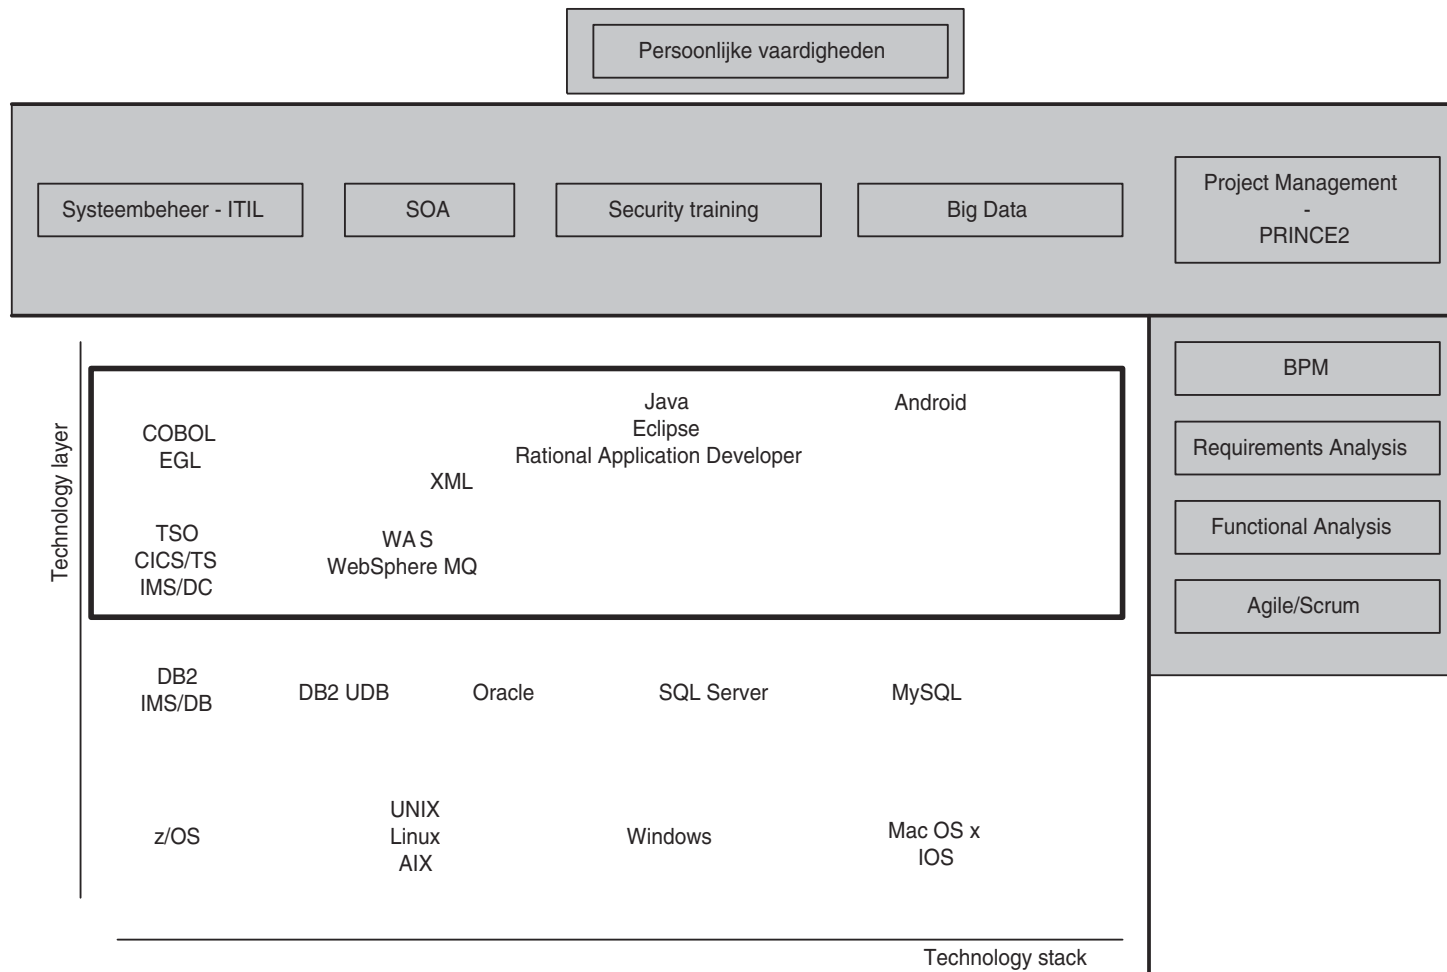 Persoonlijke vaardigheden
Systeembeheer - ITIL
SOA
Security training
Big Data
Project Management
-
PRINCE2
BPM
Requirements Analysis
Functional Analysis
Agile/Scrum
Technology layer
COBOL
EGL
XML
Java
Eclipse
Rational Application Developer
Android
TSO
CICS/TS
IMS/DC
WAS
WebSphere MQ
DB2
IMS/DB
DB2 UDB
Oracle
SQL Server
MySQL
z/OS
UNIX
Linux
AIX
Windows
Mac OS x
IOS
Technology stack